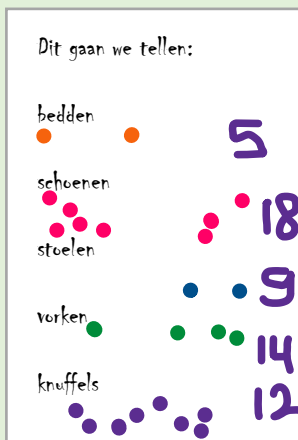 Dit gaan we tellen:
bedden
5
schoenen
18
stoelen
9
vorken
14
knuffels
12